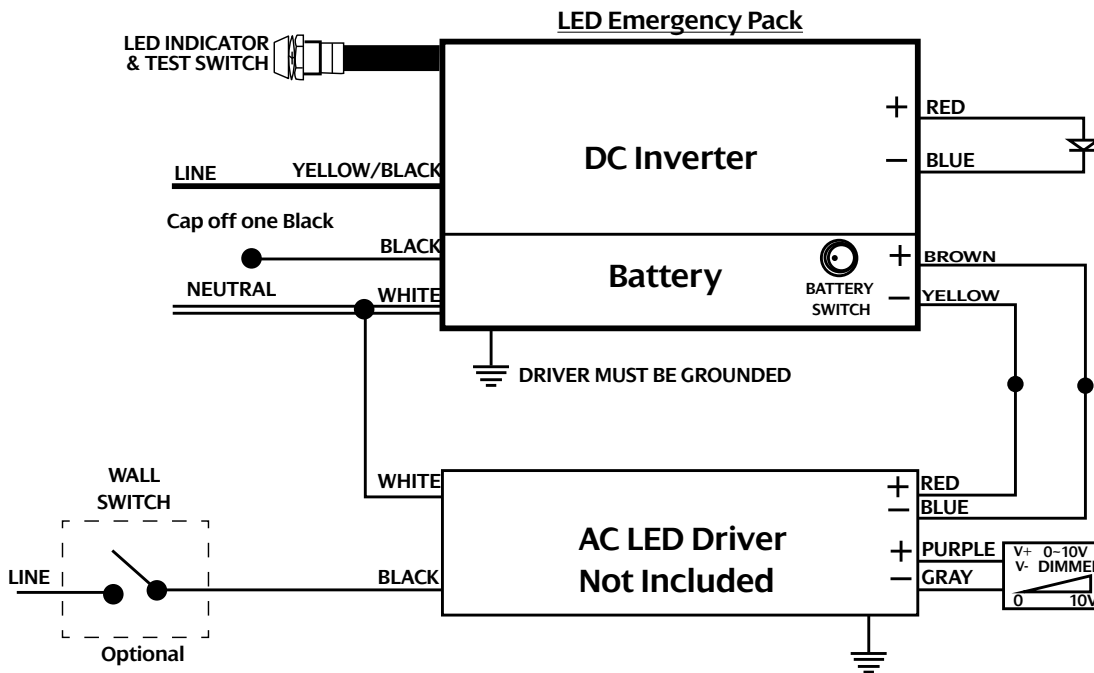 LED Emergency Pack
LED INDICATOR
& TEST SWITCH
+ RED
DC Inverter
− BLUE
LINE YELLOW/BLACK
Cap off one Black
BLACK
Battery
+ BROWN
BATTERY
SWITCH
− YELLOW
NEUTRAL WHITE
DRIVER MUST BE GROUNDED
WALL
SWITCH
WHITE
+ RED
− BLUE
AC LED Driver
Not Included
+ PURPLE
− GRAY
V+ 0~10V
V- DIMMER
0 10V
LINE
BLACK
Optional